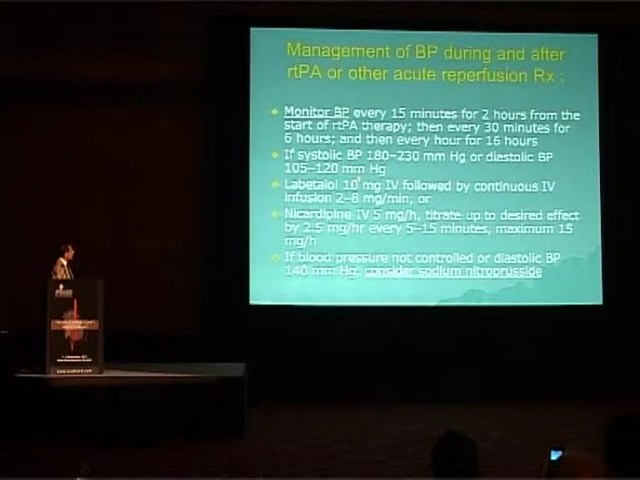 Management of BP during and after
rtPA or other acute reperfusion Rx :
Monitor BP every 15 minutes for 2 hours from the
start of rtPA therapy; then every 30 minutes for
6 hours; and then every hour for 16 hours
If systolic BP 180–230 mm Hg or diastolic BP
105–120 mm Hg
Labetalol 10 mg IV followed by continuous IV
infusion 2–8 mg/min, or
Nicardipine IV 5 mg/h, titrate up to desired effect
by 2.5 mg/hr every 5–15 minutes, maximum 15
mg/h
If blood pressure not controlled or diastolic BP
140 mm Hg, consider sodium nitroprusside